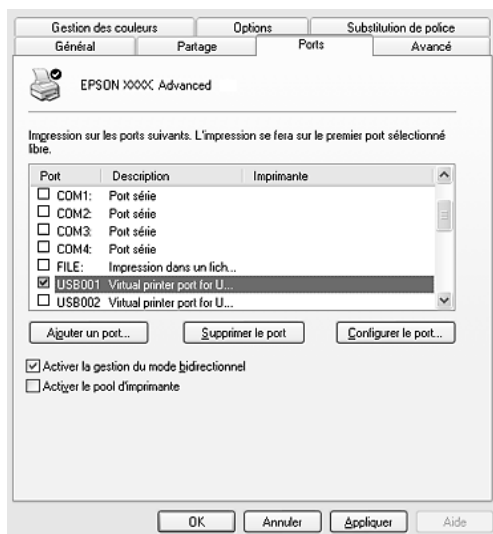 Gestion des couleurs Options Substitution de police
Général Partage Ports Avancé
EPSON XXXX Advanced
Impression sur les ports suivants. L'impression se fera sur le premier port sélectionné
libre.
Port Description Imprimante
COM1: Port série
COM2: Port série
COM3: Port série
COM4: Port série
FILE: Impression dans un fich...
USB001 Virtual printer port for U...
USB002 Virtual printer port for U...
Ajouter un port... Supprimer le port Configurer le port...
Activer la gestion du mode bidirectionnel
Activer le pool d'imprimante
OK Annuler Appliquer Aide